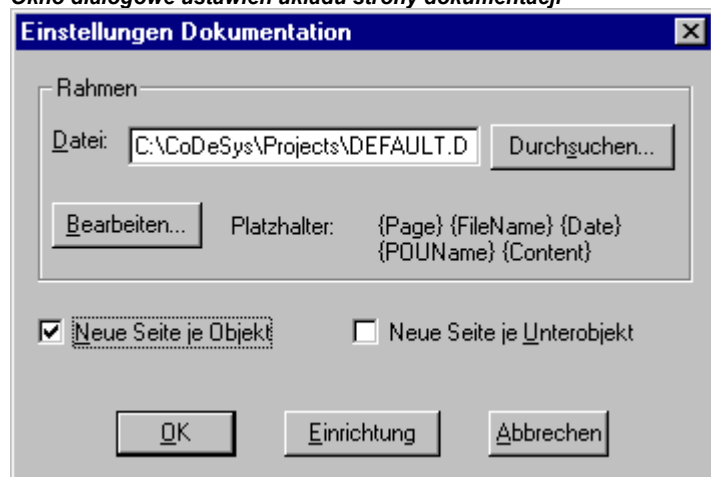 Okno dialogowe ustawień układu strony dokumentacji
Einstellungen Dokumentation
Rahmen
Datei: C:\CoDeSys\Projects\DEFAULT.D Durchsuchen...
Bearbeiten... Platzhalter: {Page} {FileName} {Date}
{POUName} {Content}
Neue Seite je Objekt Neue Seite je Unterobjekt
OK Einrichtung Abbrechen